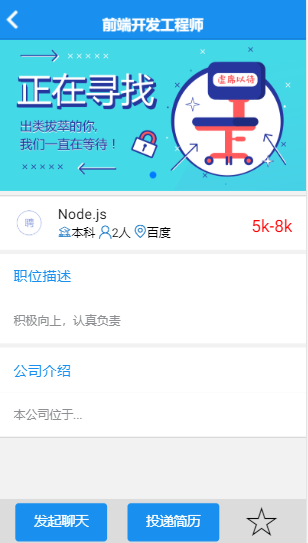 前端开发工程师
正在寻找
虚席以待
出类拔萃的你,
我们一直在等待！
聘
Node.js
5k-8k
本科 2人 百度
职位描述
积极向上，认真负责
公司介绍
本公司位于...
发起聊天 投递简历